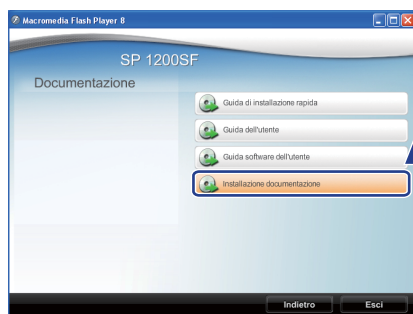 Macromedia Flash Player 8
SP 1200SF
Documentazione
Guida di installazione rapida
Guida dell'utente
Guida software dell'utente
Installazione documentazione
Indietro
Esci